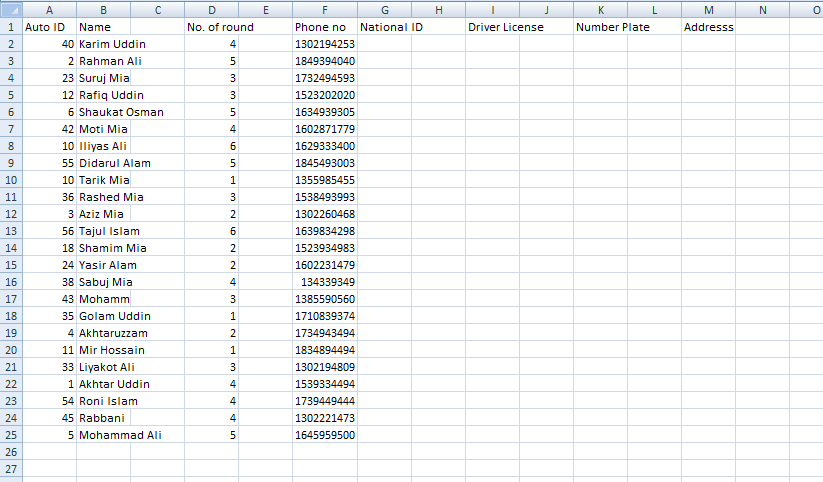 A B C D E F G H I J K L M N O
1 Auto ID Name No. of round Phone no National ID Driver License Number Plate Addresss
2 40 Karim Uddin 4 1302194253
3 2 Rahman Ali 5 1849394040
4 23 Suruj Mia 3 1732494593
5 12 Rafiq Uddin 3 1523202020
6 6 Shaukat Osman 5 1634939305
7 42 Moti Mia 4 1602871779
8 10 Iliyas Ali 6 1629333400
9 55 Didarul Alam 5 1845493003
10 10 Tarik Mia 1 1355985455
11 36 Rashed Mia 3 1538493993
12 3 Aziz Mia 2 1302260468
13 56 Tajul Islam 6 1639834298
14 18 Shamim Mia 2 1523934983
15 24 Yasir Alam 2 1602231479
16 38 Sabuj Mia 4 134339349
17 43 Mohamm 3 1385590560
18 35 Golam Uddin 1 1710839374
19 4 Akhtaruzzam 2 1734943494
20 11 Mir Hossain 1 1834894494
21 33 Liyakot Ali 3 1302194809
22 1 Akhtar Uddin 4 1539334494
23 54 Roni Islam 4 1739449444
24 45 Rabbani 4 1302221473
25 5 Mohammad Ali 5 1645959500
26
27